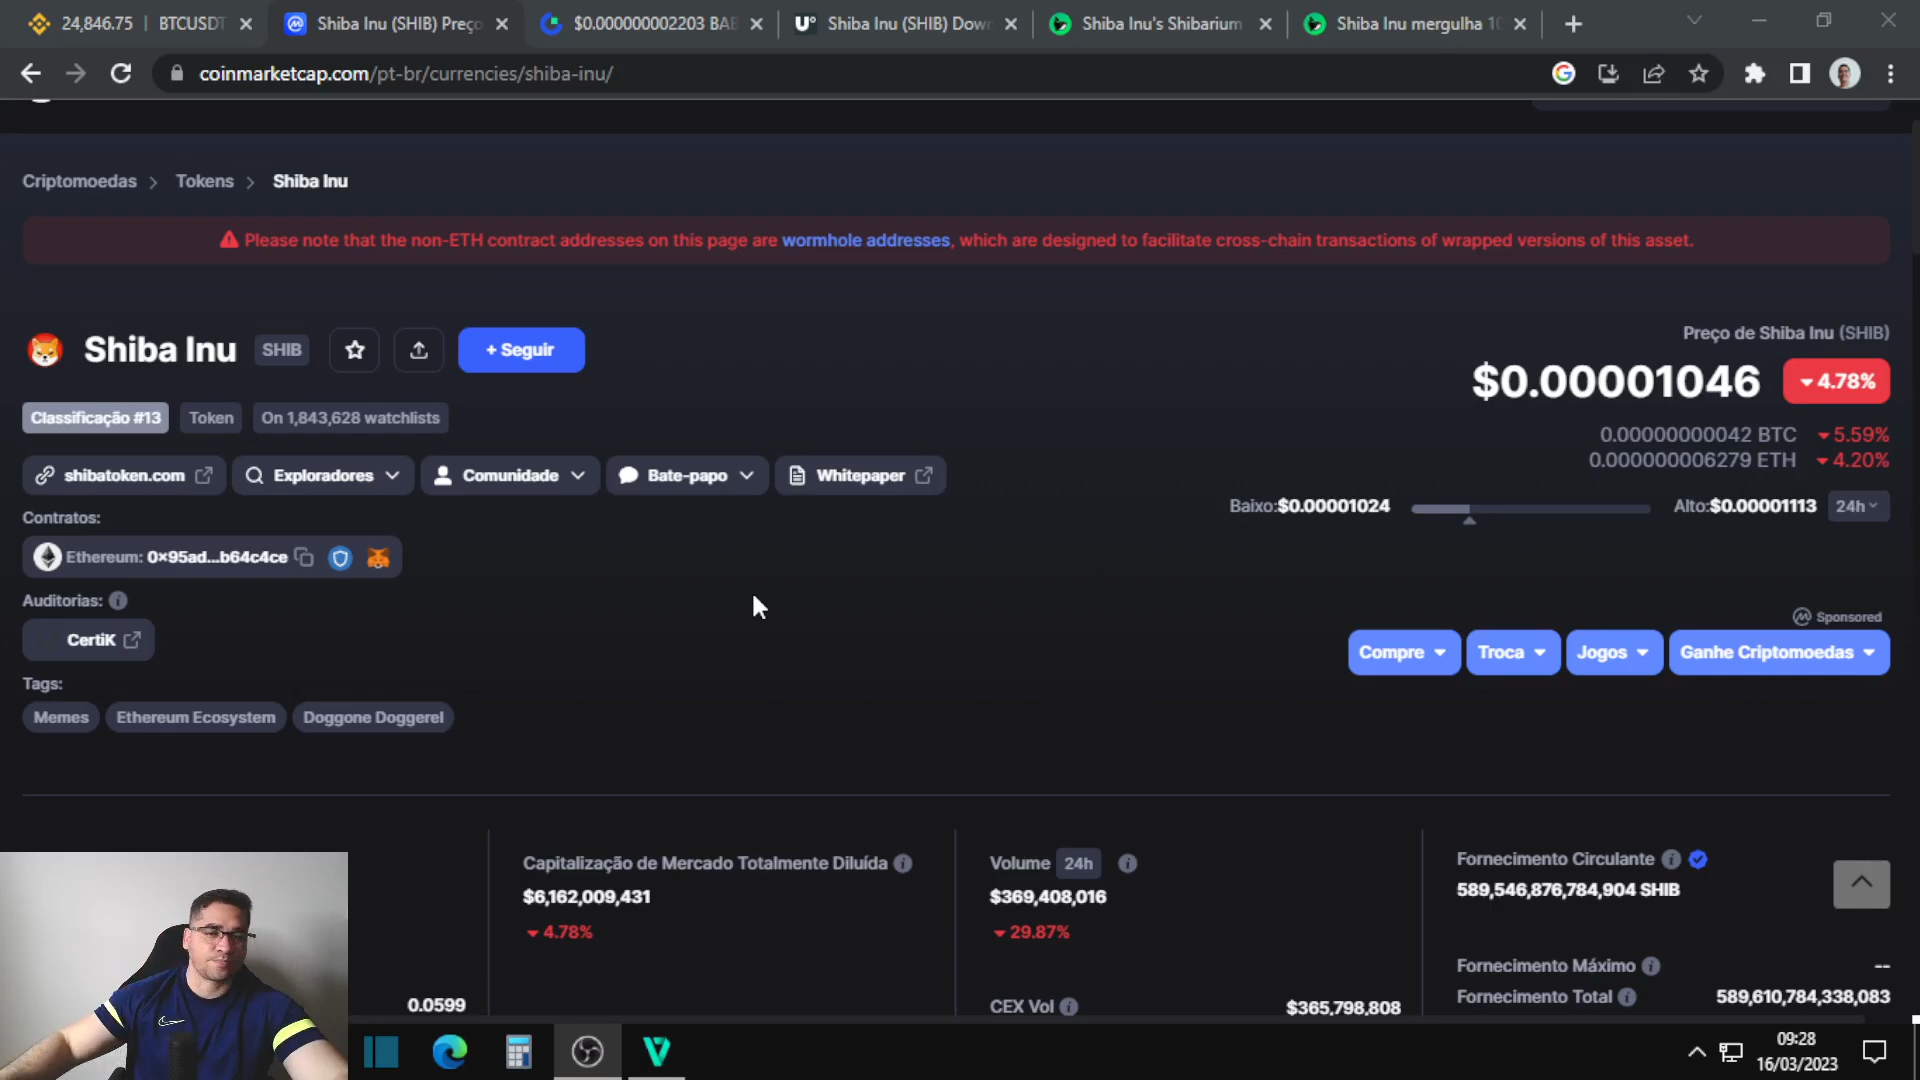 24,846.75 | BTCUSDT
Shiba Inu (SHIB) Preço
$0.000000002203 BAB
U°
Shiba Inu (SHIB) Dow
Shiba Inu's Shibarium
Shiba Inu mergulha 10
coinmarketcap.com/pt-br/currencies/shiba-inu/
Criptomoedas > Tokens > Shiba Inu
Please note that the non-ETH contract addresses on this page are wormhole addresses, which are designed to facilitate cross-chain transactions of wrapped versions of this asset.
Shiba Inu SHIB
+ Seguir
Preço de Shiba Inu (SHIB)
$0.00001046
4.78%
Classificação #13
Token
On 1,843,628 watchlists
0.00000000042 BTC 5.59%
0.000000006279 ETH 4.20%
shibatoken.com
Exploradores
Comunidade
Bate-papo
Whitepaper
Baixo:$0.00001024
Alto:$0.00001113
24h
Contratos:
Ethereum: 0x95ad...b64c4ce
Auditorias:
CertiK
Sponsored
Compre
Troca
Jogos
Ganhe Criptomoedas
Tags:
Memes
Ethereum Ecosystem
Doggone Doggerel
Capitalização de Mercado Totalmente Diluída
$6,162,009,431
4.78%
Volume 24h
$369,408,016
29.87%
Fornecimento Circulante
589,546,876,784,904 SHIB
Fornecimento Máximo --
Fornecimento Total 589,610,784,338,083
0.0599
CEX Vol $365,798,808
09:28
16/03/2023